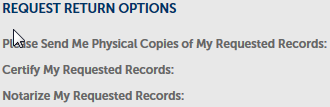 REQUEST RETURN OPTIONS
Please Send Me Physical Copies of My Requested Records:
Certify My Requested Records:
Notarize My Requested Records: